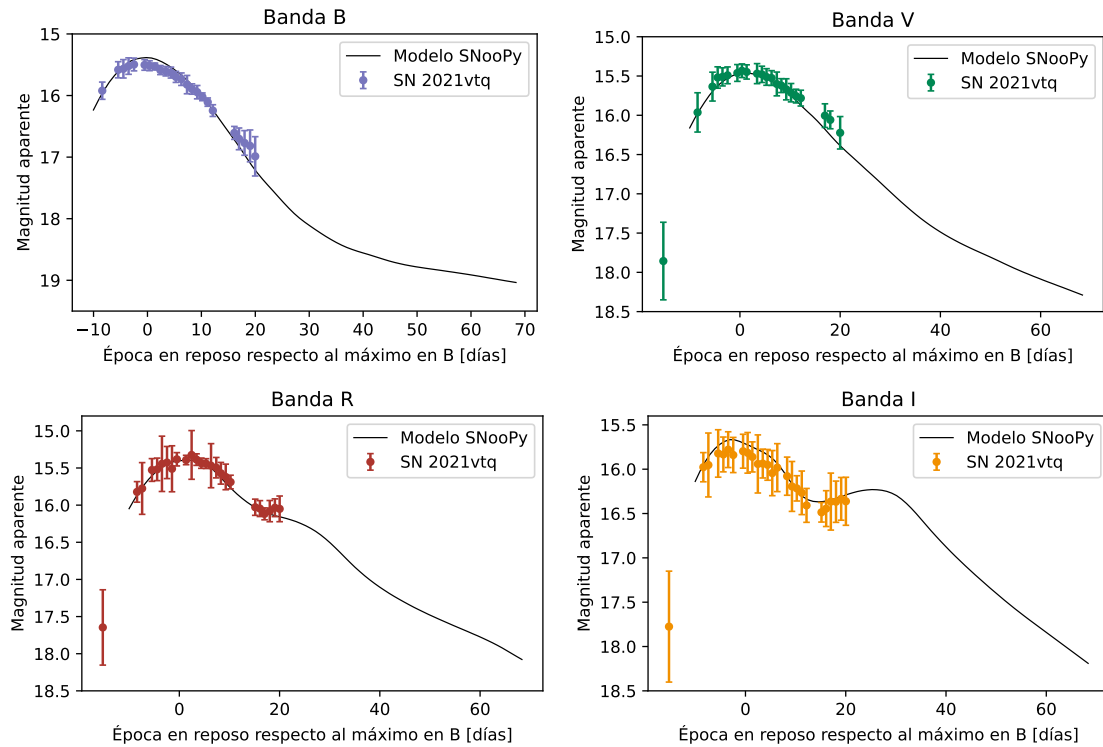 Banda B
15
16
17
18
19
Magnitud aparente
Modelo SNooPy
SN 2021vtq
−10 0 10 20 30 40 50 60 70
Época en reposo respecto al máximo en B [días]
Banda V
15.0
15.5
16.0
16.5
17.0
17.5
18.0
18.5
Magnitud aparente
Modelo SNooPy
SN 2021vtq
0 20 40 60
Época en reposo respecto al máximo en B [días]
Banda R
15.0
15.5
16.0
16.5
17.0
17.5
18.0
18.5
Magnitud aparente
Modelo SNooPy
SN 2021vtq
0 20 40 60
Época en reposo respecto al máximo en B [días]
Banda I
15.5
16.0
16.5
17.0
17.5
18.0
18.5
Magnitud aparente
Modelo SNooPy
SN 2021vtq
0 20 40 60
Época en reposo respecto al máximo en B [días]